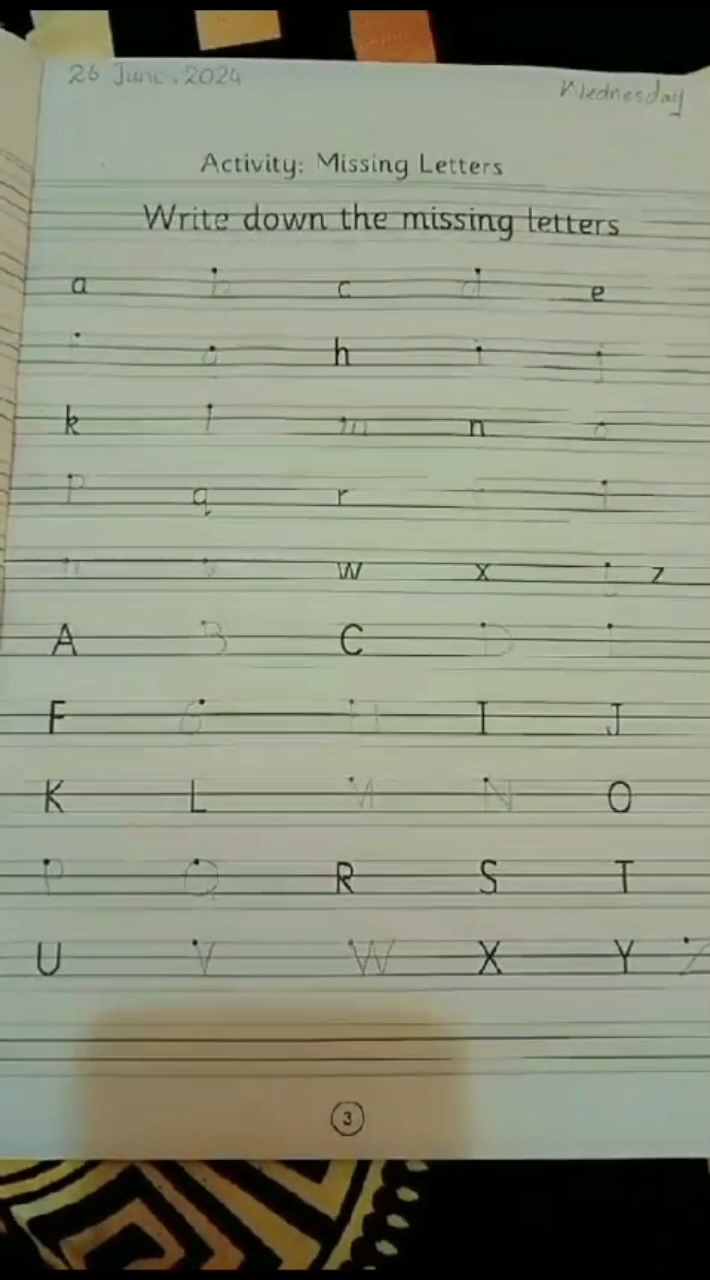 26 June. 2024 Wednesday
Activity: Missing Letters
Write down the missing letters
a b c d e
g h i j
k l m n o
p q r t
u v w x y z
A B C D
F G H I J
K L M N O
P Q R S T
U V W X Y Z
3